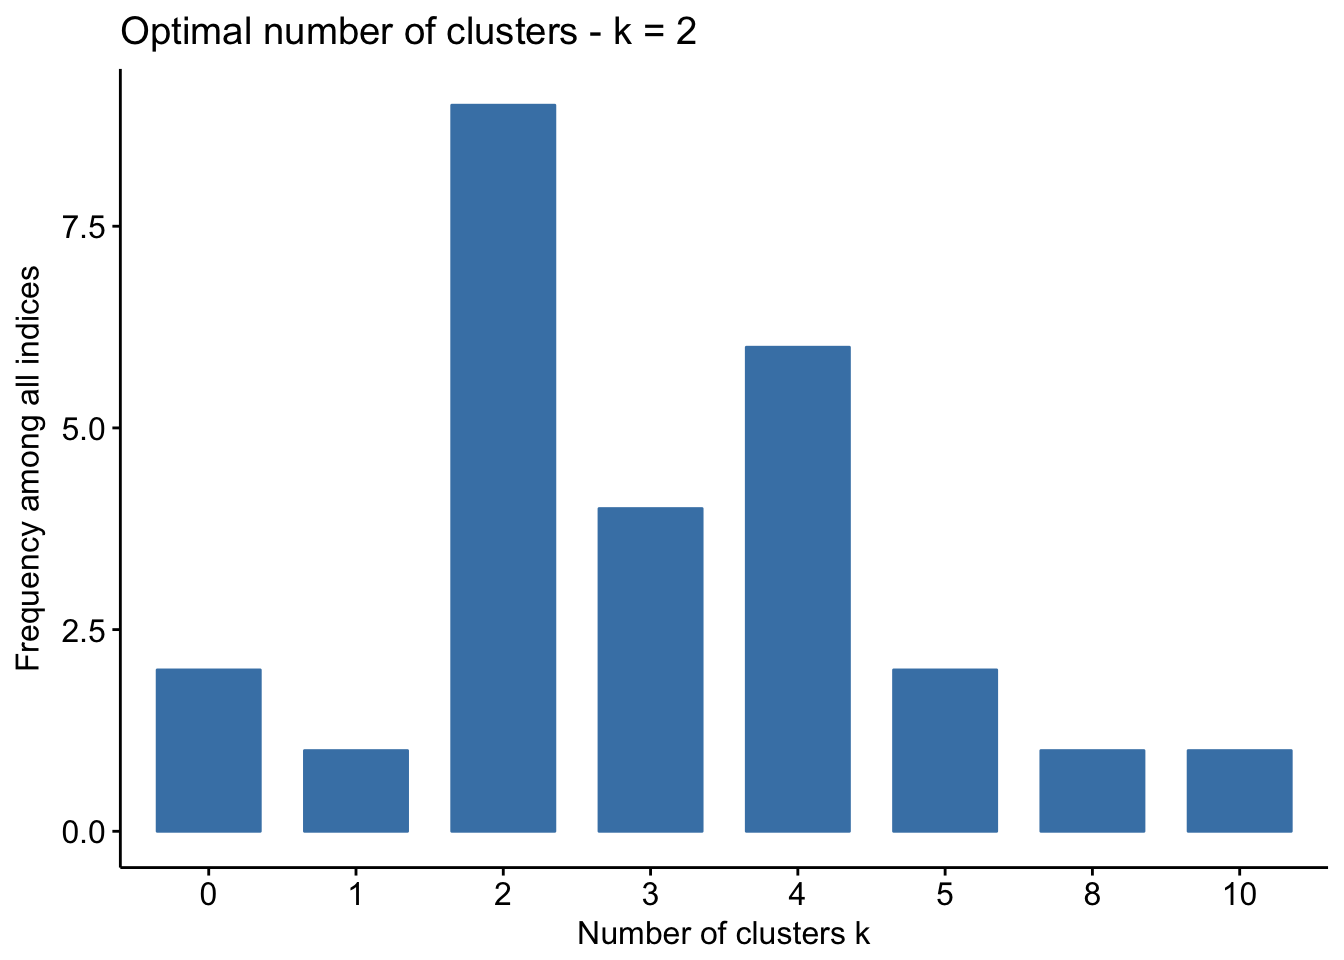 Optimal number of clusters - k = 2
Frequency among all indices
7.5
5.0
2.5
0.0
0 1 2 3 4 5 8 10
Number of clusters k